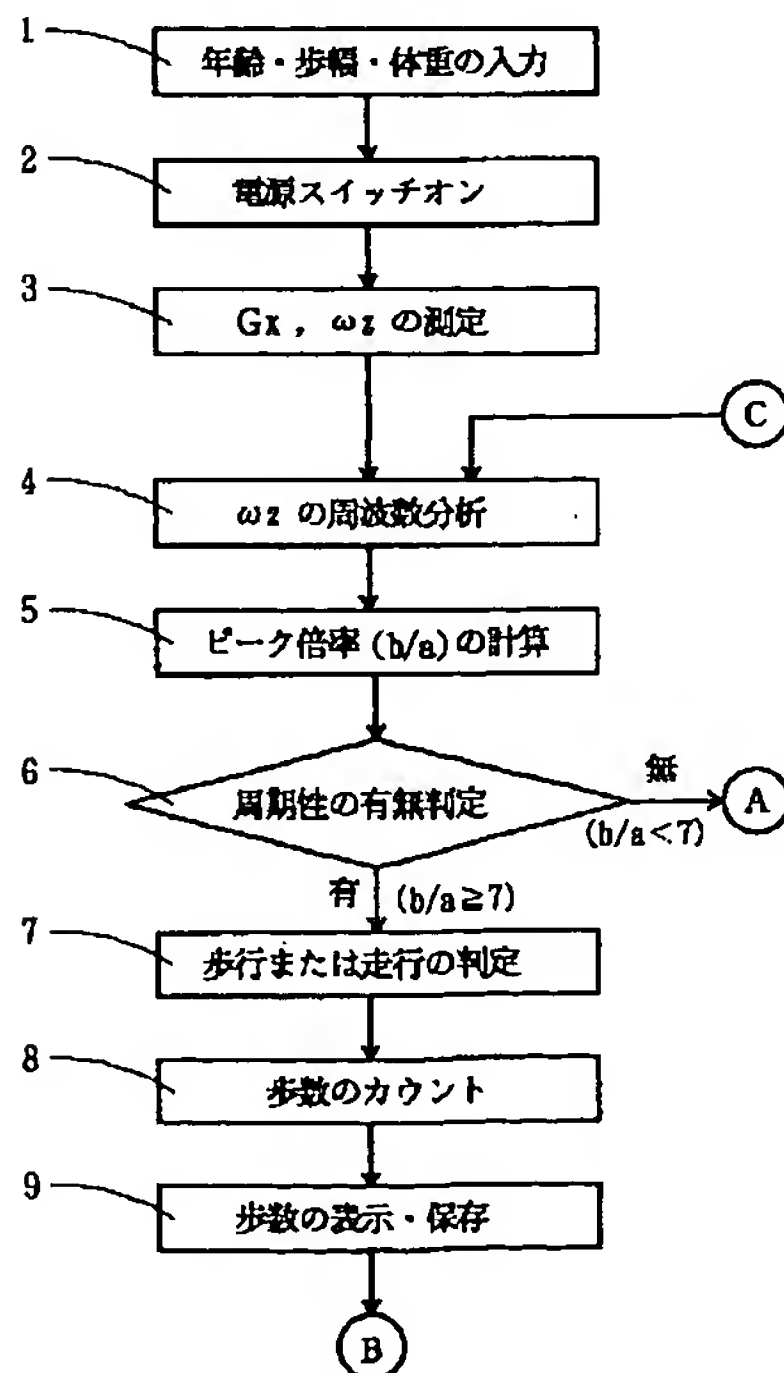 1
年齢・歩幅・体重の入力
2
電源スイッチオン
3
Gx , ωz の測定
C
4
ωz の周波数分析
5
ピーク倍率 (b/a) の計算
6
周期性の有無判定
無
(b/a<7)
A
有 (b/a≥7)
7
歩行または走行の判定
8
歩数のカウント
9
歩数の表示・保存
B